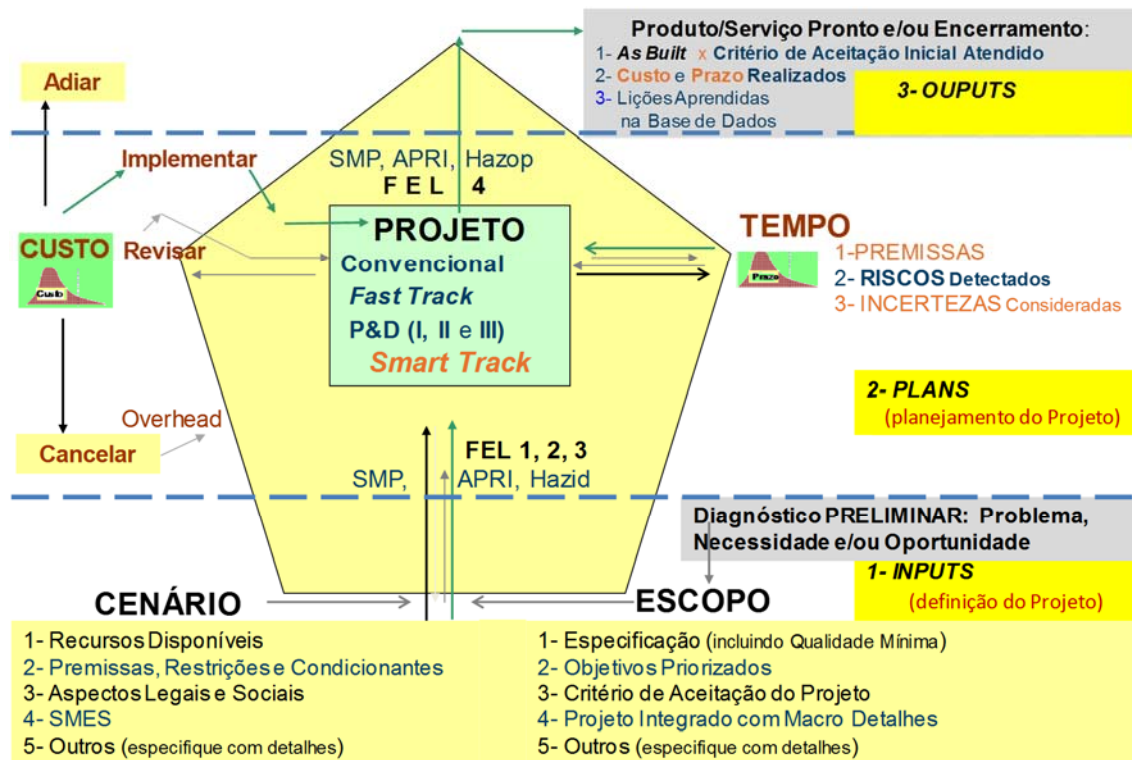 Produto/Serviço Pronto e/ou Encerramento:
1- As Built x Critério de Aceitação Inicial Atendido
2- Custo e Prazo Realizados
3- Lições Aprendidas
na Base de Dados
3- OUPUTS
Adiar
Implementar
SMP, APRI, Hazop
F E L 4
CUSTO
Custo
Revisar
PROJETO
Convencional
Fast Track
P&D (I, II e III)
Smart Track
TEMPO
Prazo
1-PREMISSAS
2- RISCOS Detectados
3- INCERTEZAS Consideradas
2- PLANS
(planejamento do Projeto)
Overhead
Cancelar
FEL 1, 2, 3
SMP, APRI, Hazid
Diagnóstico PRELIMINAR: Problema,
Necessidade e/ou Oportunidade
1- INPUTS
(definição do Projeto)
CENÁRIO
1- Recursos Disponíveis
2- Premissas, Restrições e Condicionantes
3- Aspectos Legais e Sociais
4- SMES
5- Outros (especifique com detalhes)
ESCOPO
1- Especificação (incluindo Qualidade Mínima)
2- Objetivos Priorizados
3- Critério de Aceitação do Projeto
4- Projeto Integrado com Macro Detalhes
5- Outros (especifique com detalhes)